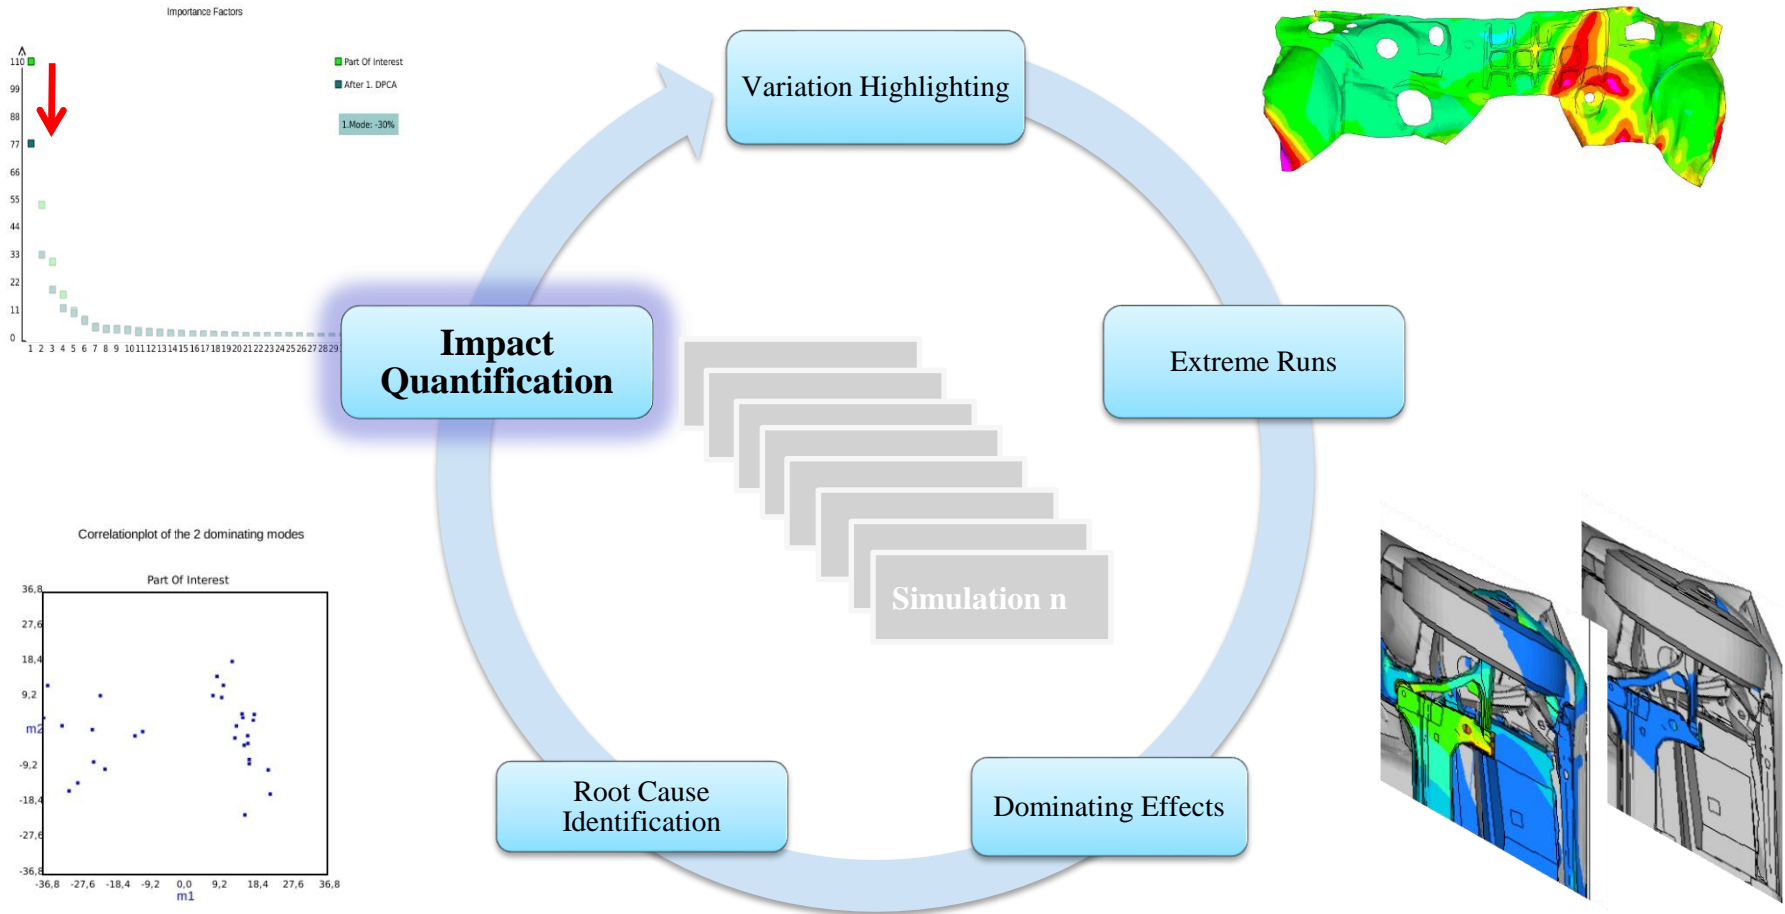 Importance Factors
110
99
88
77
66
55
44
33
22
11
0
1 2 3 4 5 6 7 8 9 10 11 12 13 14 15 16 17 18 19 20 21 22 23 24 25 26 27 28 29
Part Of Interest
After 1. DPCA
1.Mode: -30%
Variation Highlighting
Extreme Runs
Dominating Effects
Root Cause
Identification
Impact
Quantification
Simulation n
Correlationplot of the 2 dominating modes
Part Of Interest
36,8
27,6
18,4
9,2
m2
-9,2
-18,4
-27,6
-36,8
-36,8 -27,6 -18,4 -9,2 0,0 9,2 18,4 27,6 36,8
m1